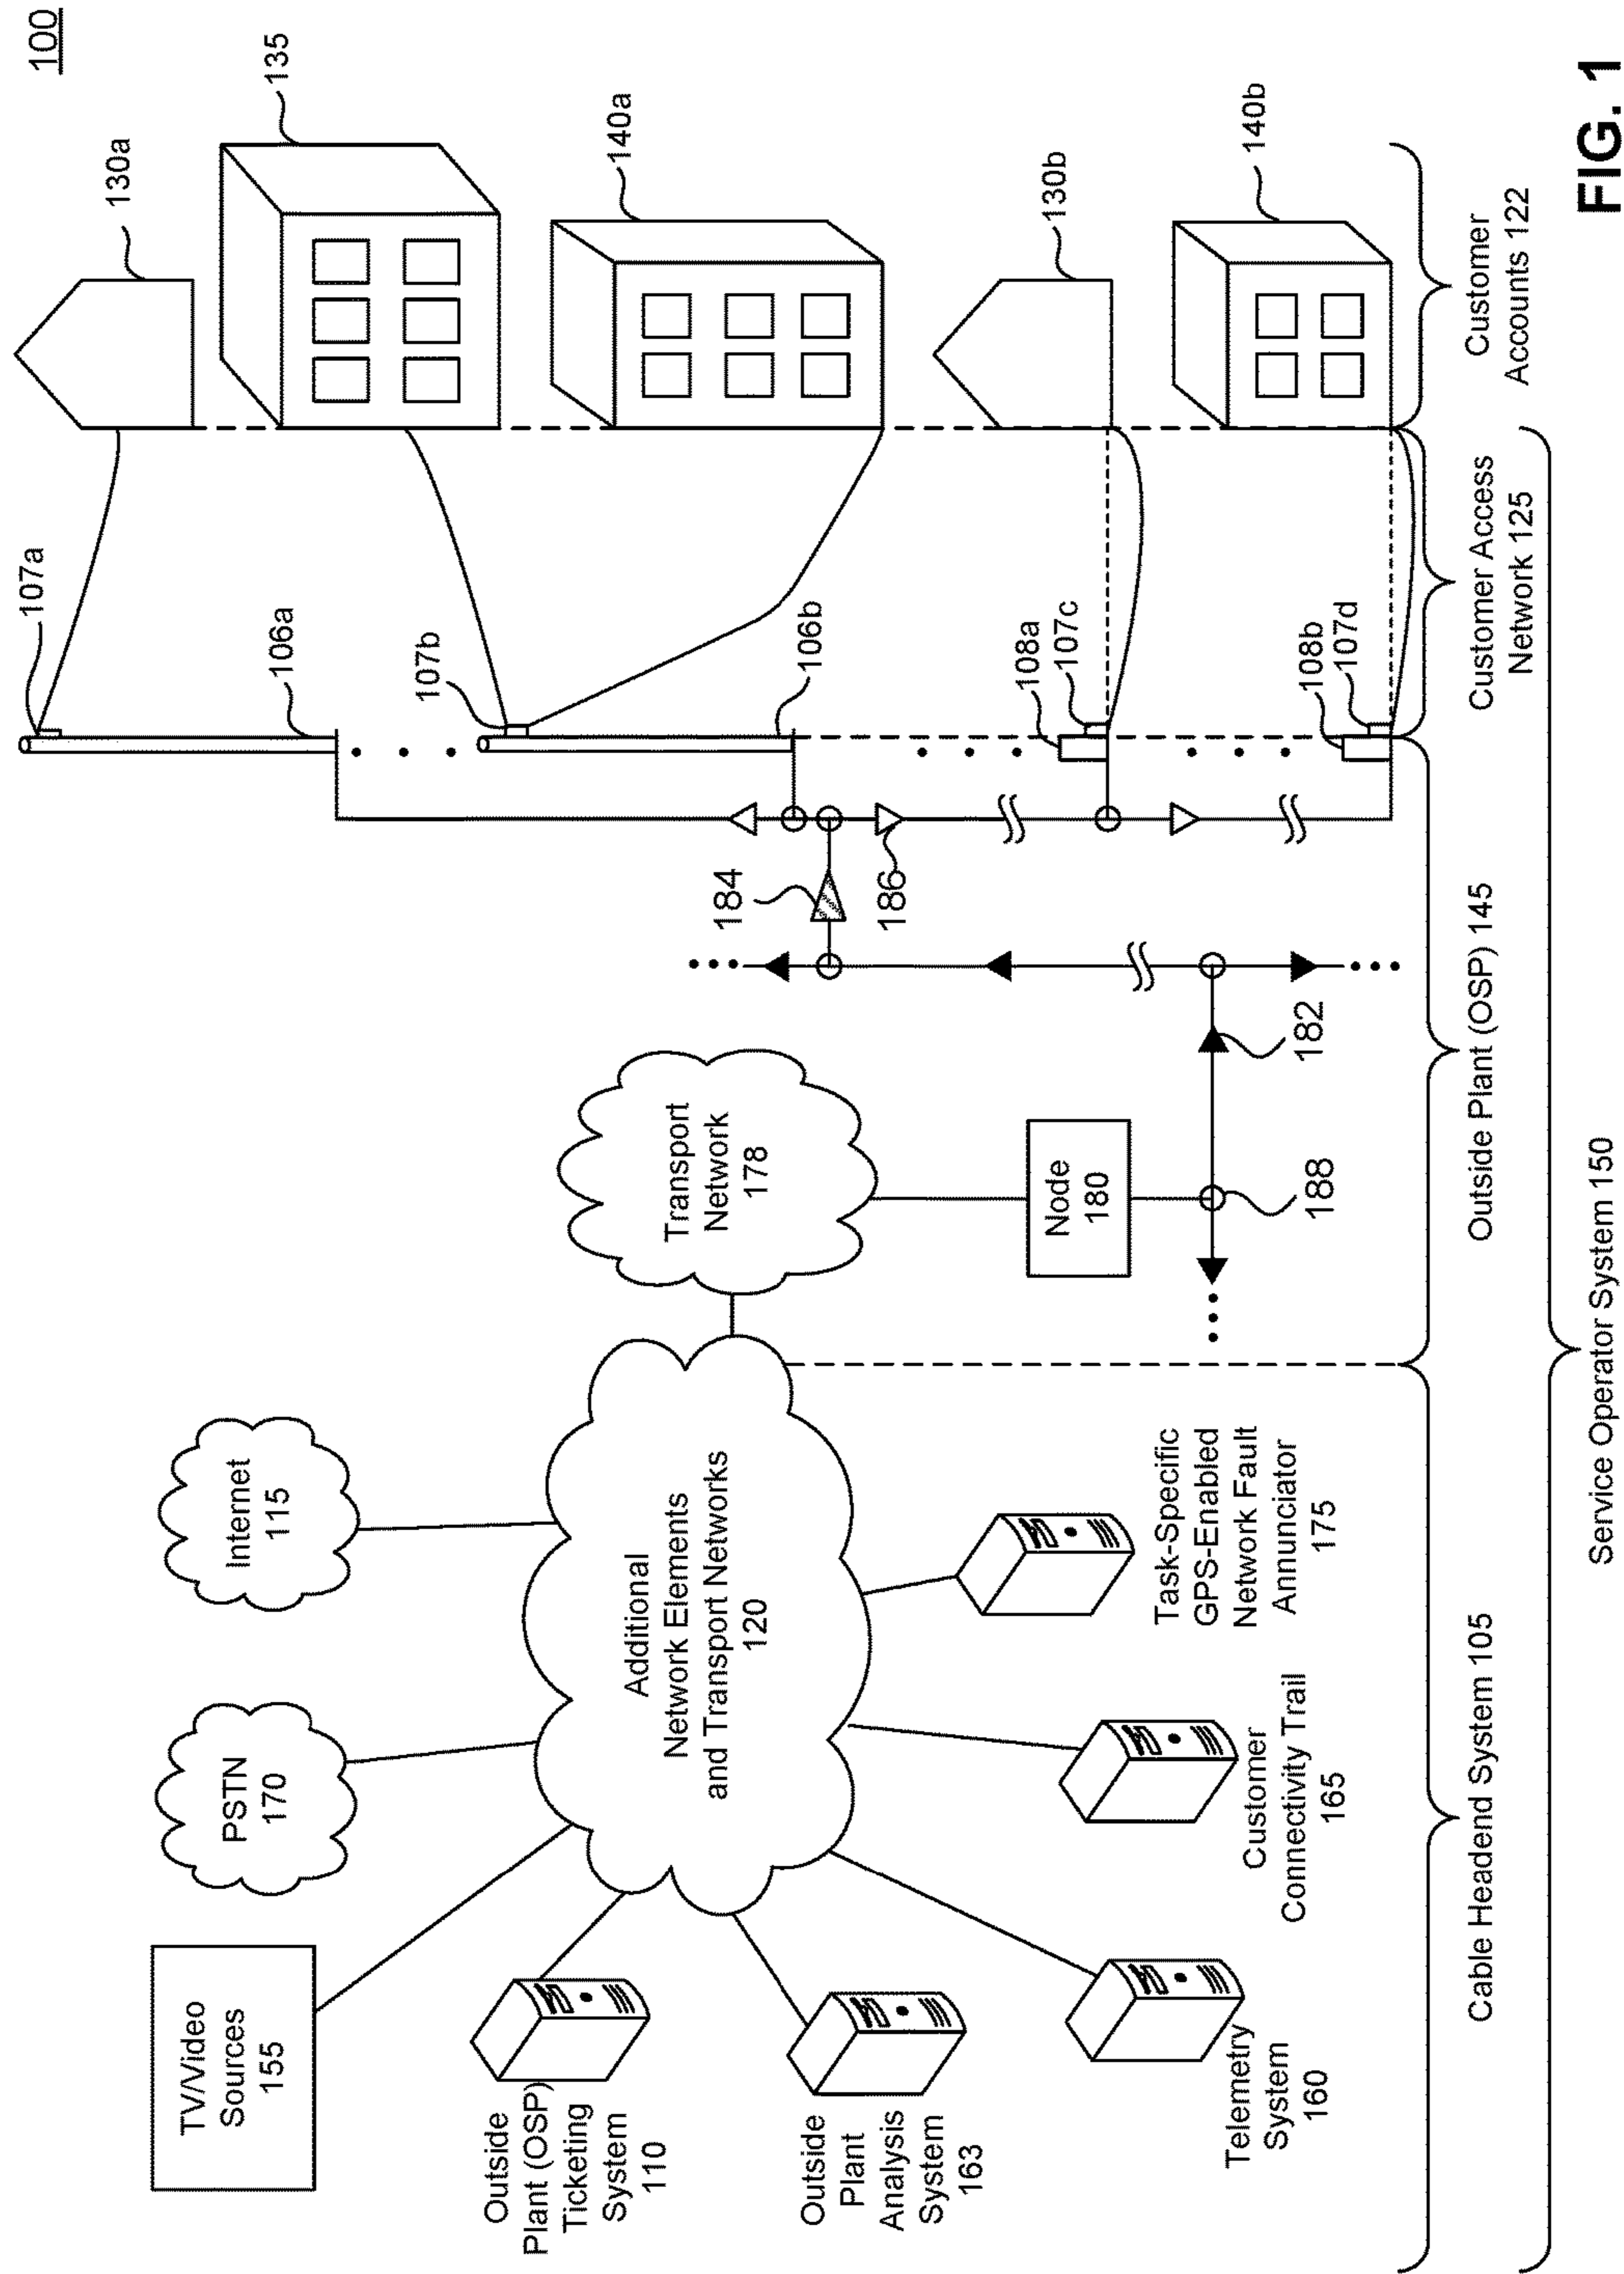 100
130a
135
140a
130b
140b
Customer
Accounts 122
107a
106a
107b
106b
108a
107c
108b
107d
Customer Access
Network 125
184
186
182
188
Transport
Network
178
Node
180
Outside Plant (OSP) 145
Internet
115
PSTN
170
TV/Video
Sources
155
Additional
Network Elements
and Transport Networks
120
Outside
Plant (OSP)
Ticketing
System
110
Outside
Plant
Analysis
System
163
Telemetry
System
160
Customer
Connectivity Trail
165
Task-Specific
GPS-Enabled
Network Fault
Annunciator
175
Cable Headend System 105
Service Operator System 150
FIG. 1